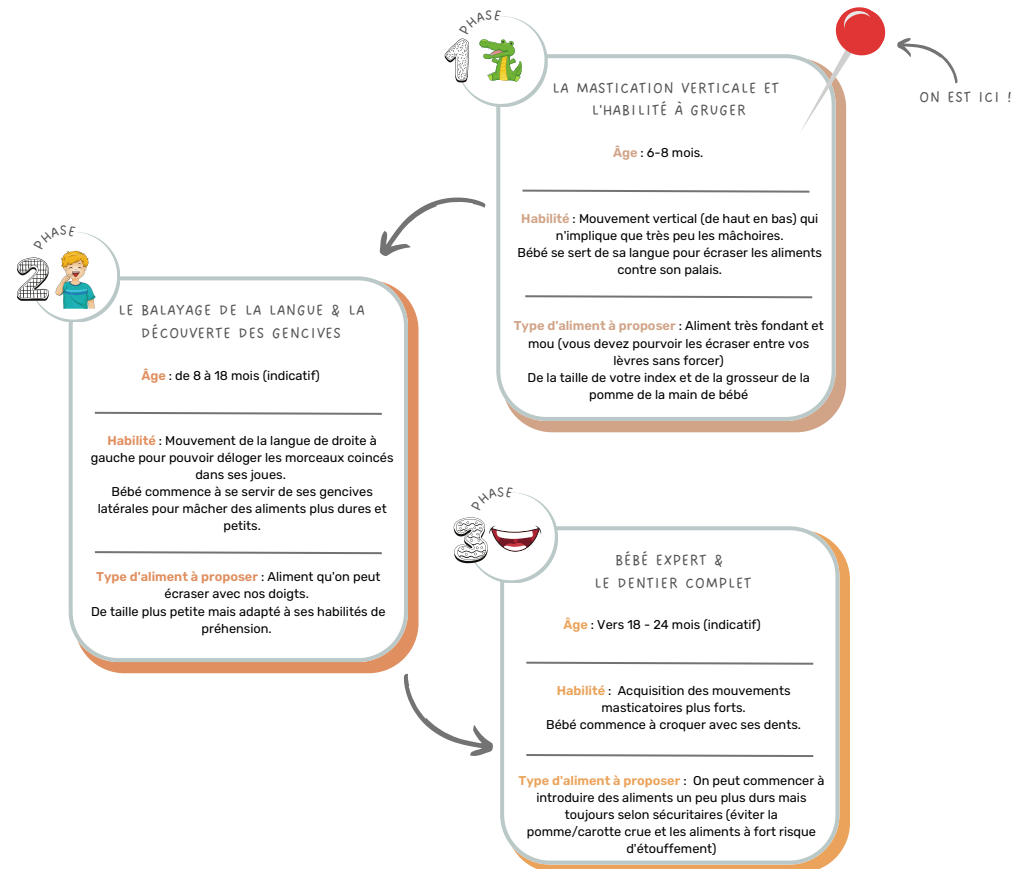 PHASE
1
LA MASTICATION VERTICALE ET
L'HABILITÉ À GRUGER
Âge : 6-8 mois.
Habilité : Mouvement vertical (de haut en bas) qui
n'implique que très peu les mâchoires.
Bébé se sert de sa langue pour écraser les aliments
contre son palais.
Type d'aliment à proposer : Aliment très fondant et
mou (vous devez pourvoir les écraser entre vos
lèvres sans forcer)
De la taille de votre index et de la grosseur de la
pomme de la main de bébé
ON EST ICI !
PHASE
2
LE BALAYAGE DE LA LANGUE & LA
DÉCOUVERTE DES GENCIVES
Âge : de 8 à 18 mois (indicatif)
Habilité : Mouvement de la langue de droite à
gauche pour pouvoir déloger les morceaux coincés
dans ses joues.
Bébé commence à se servir de ses gencives
latérales pour mâcher des aliments plus dures et
petits.
Type d'aliment à proposer : Aliment qu'on peut
écraser avec nos doigts.
De taille plus petite mais adapté à ses habilités de
préhension.
PHASE
3
BÉBÉ EXPERT &
LE DENTIER COMPLET
Âge : Vers 18 - 24 mois (indicatif)
Habilité : Acquisition des mouvements
masticatoires plus forts.
Bébé commence à croquer avec ses dents.
Type d'aliment à proposer : On peut commencer à
introduire des aliments un peu plus durs mais
toujours selon sécuritaires (éviter la
pomme/carotte crue et les aliments à fort risque
d'étouffement)